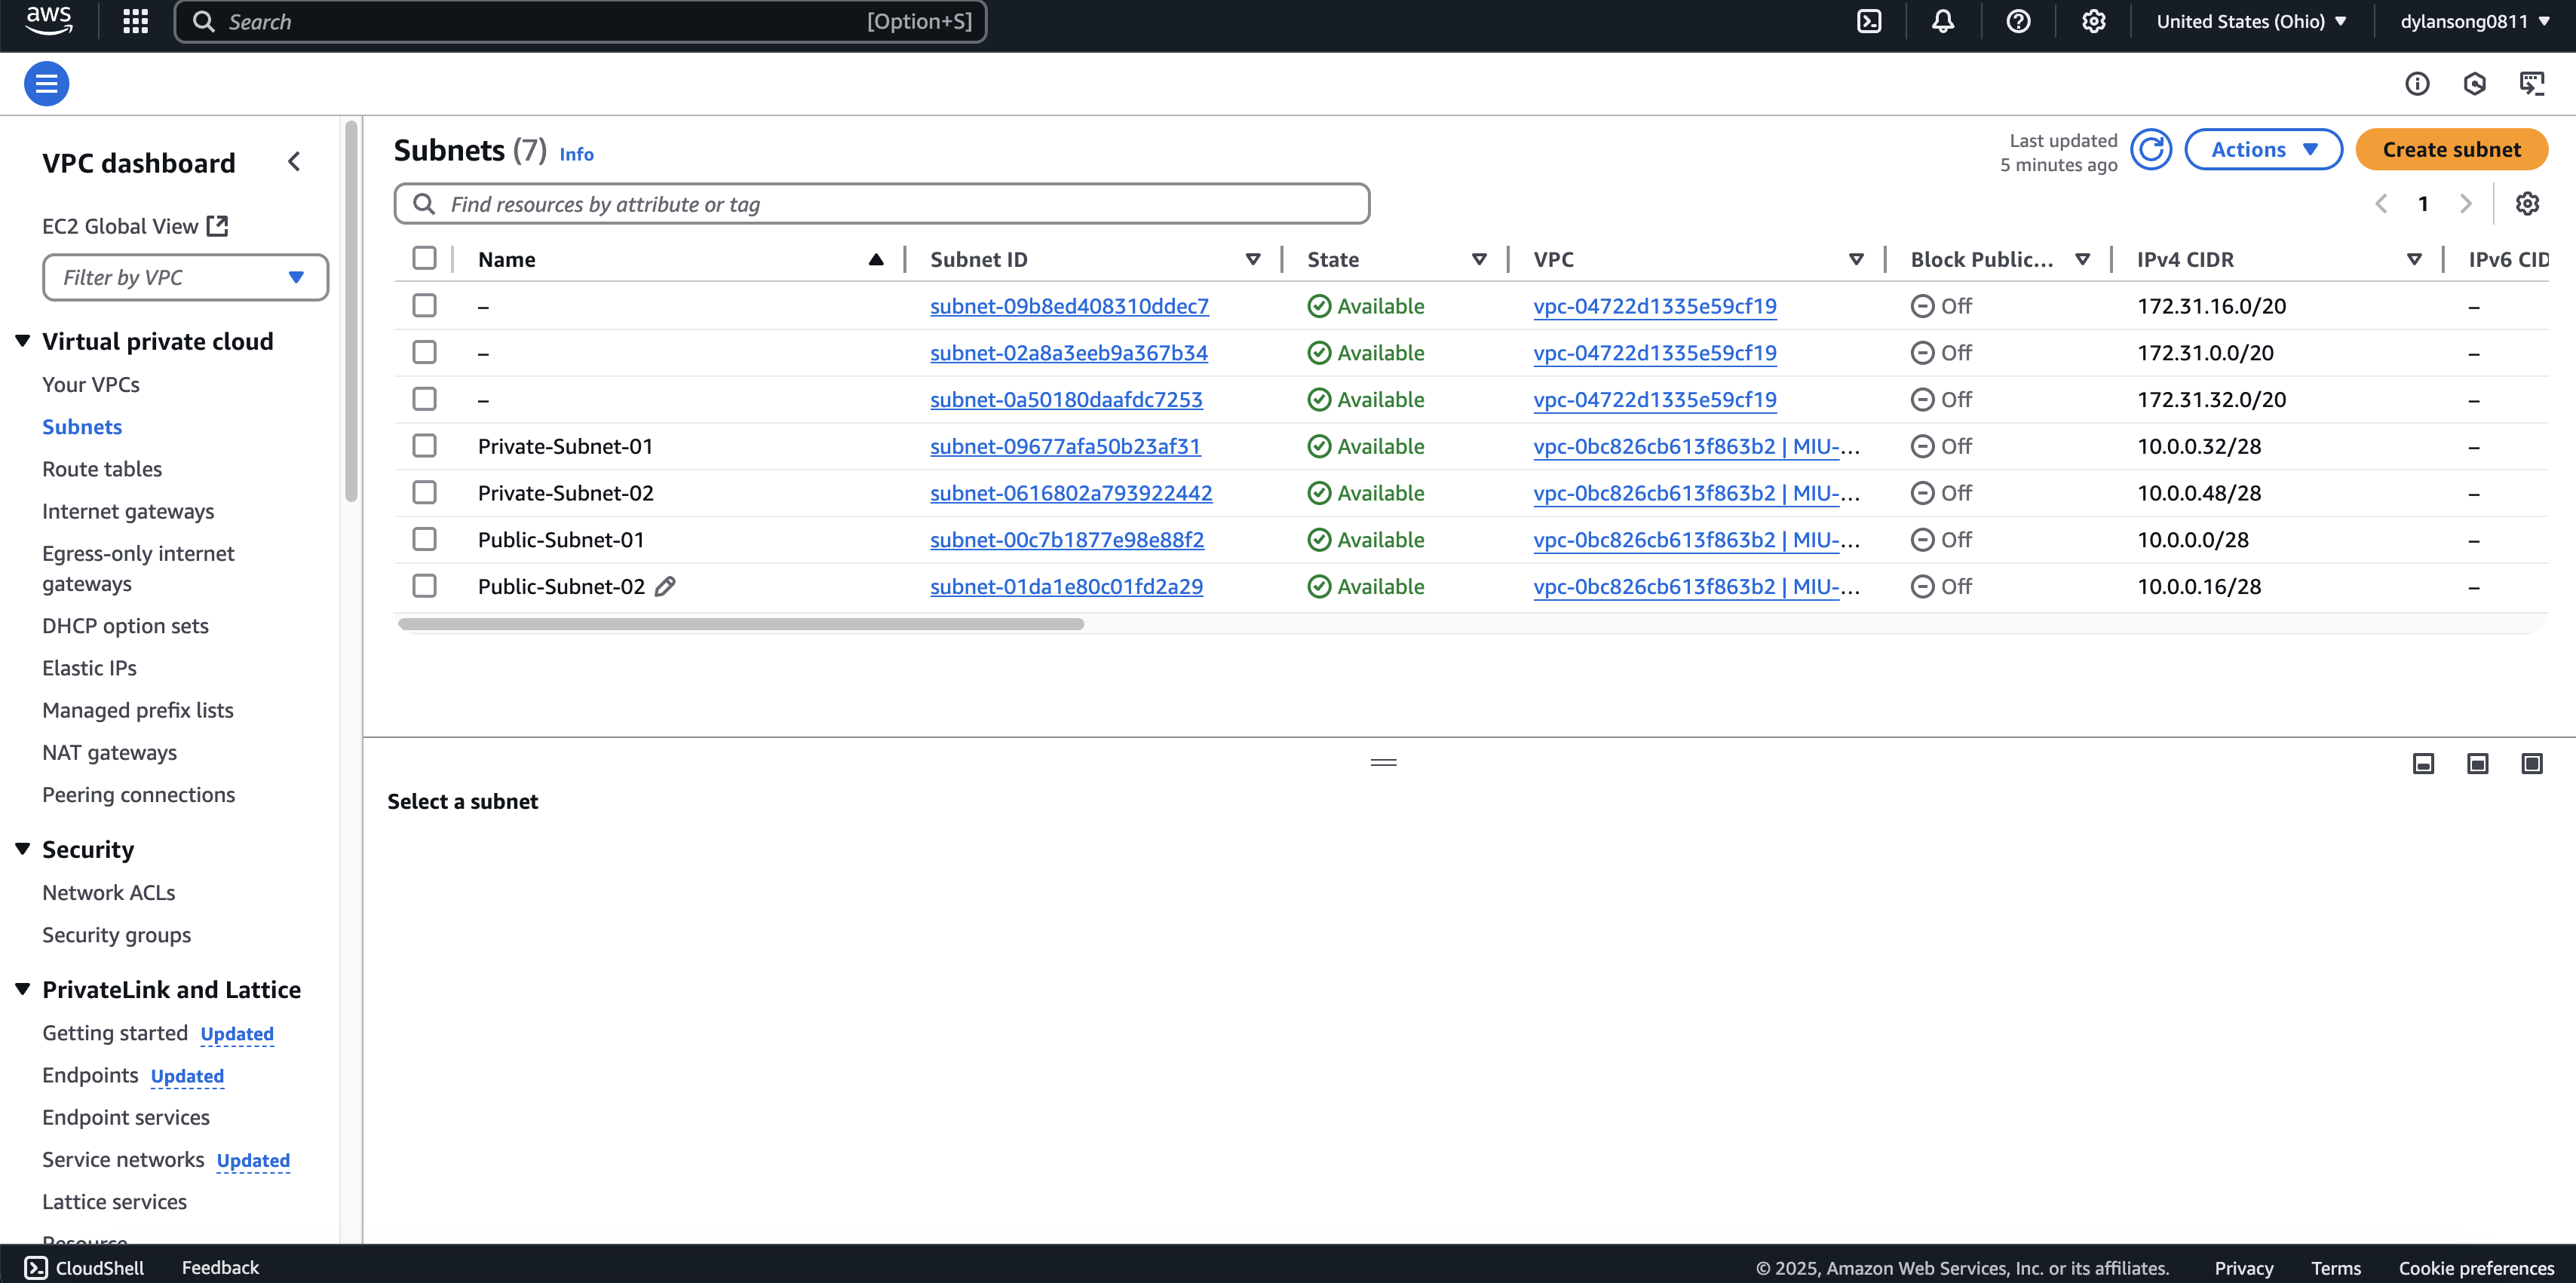 aws
Search [Option+S] United States (Ohio) dylansong0811
VPC dashboard
EC2 Global View
Filter by VPC
Virtual private cloud
Your VPCs
Subnets
Route tables
Internet gateways
Egress-only internet
gateways
DHCP option sets
Elastic IPs
Managed prefix lists
NAT gateways
Peering connections
Security
Network ACLs
Security groups
PrivateLink and Lattice
Getting started Updated
Endpoints Updated
Endpoint services
Service networks Updated
Lattice services
Resource
Subnets (7) Info
Last updated
5 minutes ago
Actions
Create subnet
Find resources by attribute or tag
1
Name Subnet ID State VPC Block Public... IPv4 CIDR IPv6 CID
– subnet-09b8ed408310ddec7 Available vpc-04722d1335e59cf19 Off 172.31.16.0/20 –
– subnet-02a8a3eeb9a367b34 Available vpc-04722d1335e59cf19 Off 172.31.0.0/20 –
– subnet-0a50180daafdc7253 Available vpc-04722d1335e59cf19 Off 172.31.32.0/20 –
Private-Subnet-01 subnet-09677afa50b23af31 Available vpc-0bc826cb613f863b2 | MIU-... Off 10.0.0.32/28 –
Private-Subnet-02 subnet-0616802a793922442 Available vpc-0bc826cb613f863b2 | MIU-... Off 10.0.0.48/28 –
Public-Subnet-01 subnet-00c7b1877e98e88f2 Available vpc-0bc826cb613f863b2 | MIU-... Off 10.0.0.0/28 –
Public-Subnet-02 subnet-01da1e80c01fd2a29 Available vpc-0bc826cb613f863b2 | MIU-... Off 10.0.0.16/28 –
Select a subnet
CloudShell Feedback © 2025, Amazon Web Services, Inc. or its affiliates. Privacy Terms Cookie preferences